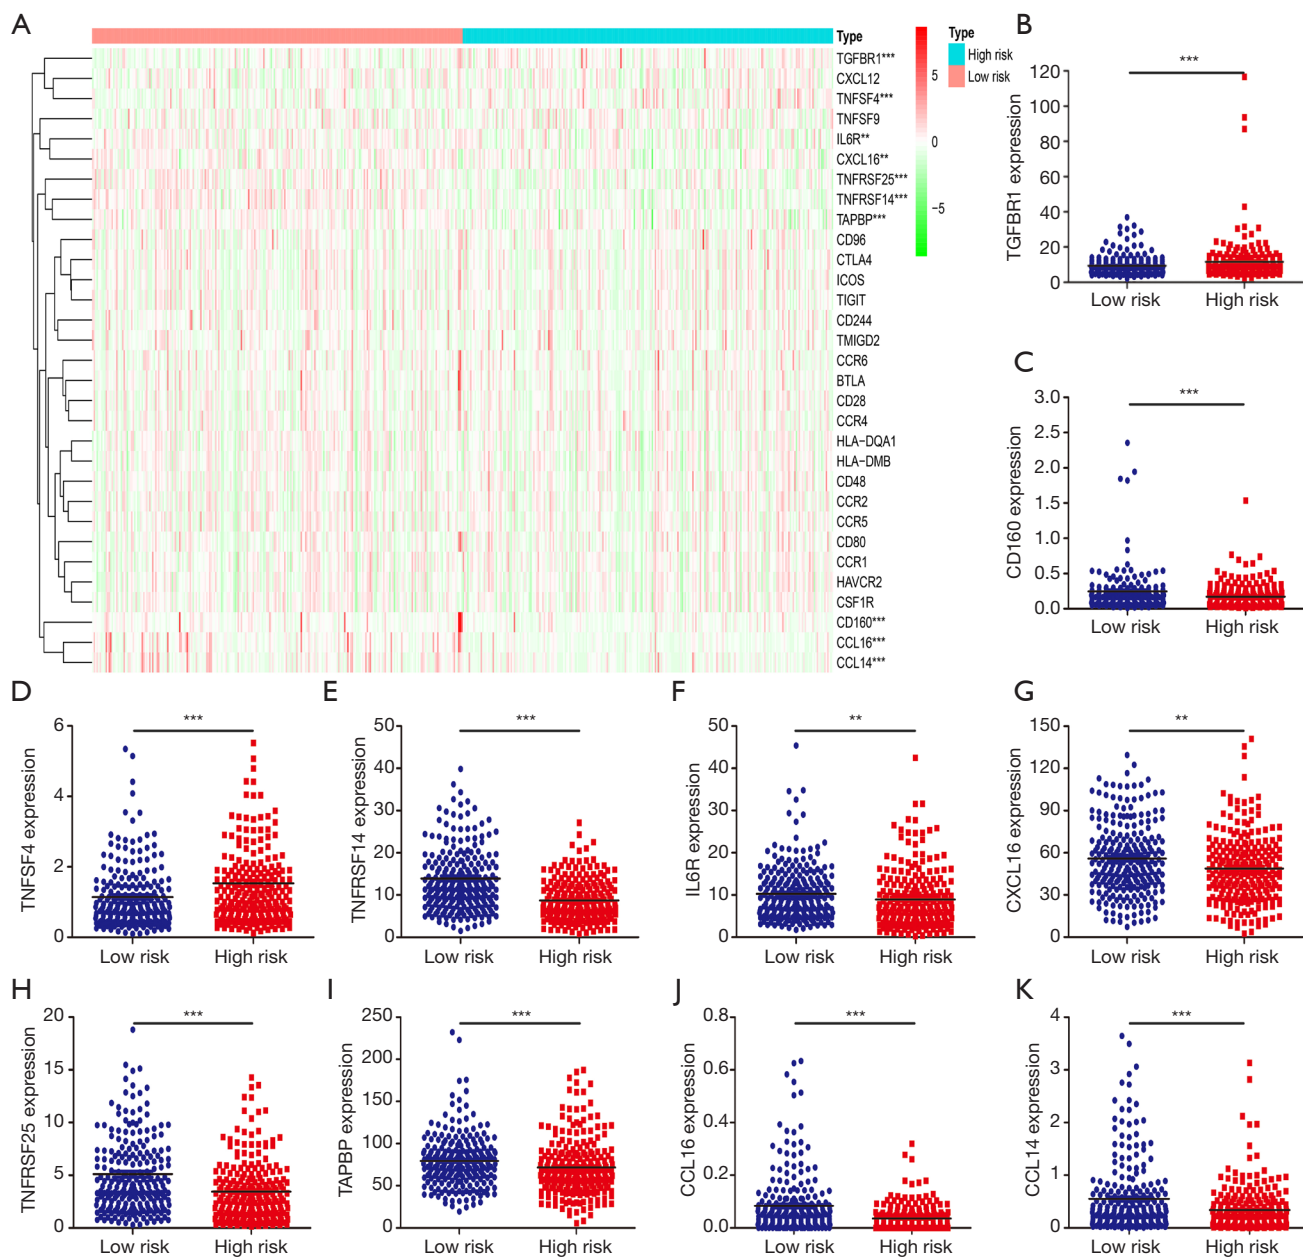 A
Type
TGFBR1***
CXCL12
TNFSF4***
TNFSF9
IL6R**
CXCL16**
TNFRSF25***
TNFRSF14***
TAPBP***
CD96
CTLA4
ICOS
TIGIT
CD244
TMIGD2
CCR6
BTLA
CD28
CCR4
HLA−DQA1
HLA−DMB
CD48
CCR2
CCR5
CD80
CCR1
HAVCR2
CSF1R
CD160***
CCL16***
CCL14***
5
0
−5
Type
High risk
Low risk
B
***
TGFBR1 expression
120
100
80
60
40
20
0
Low risk High risk
C
***
CD160 expression
3.0
2.5
2.0
1.5
1.0
0.5
0.0
Low risk High risk
D
***
TNFSF4 expression
6
4
2
0
Low risk High risk
E
***
TNFRSF14 expression
50
40
30
20
10
0
Low risk High risk
F
**
IL6R expression
50
40
30
20
10
0
Low risk High risk
G
**
CXCL16 expression
150
120
90
60
30
0
Low risk High risk
H
***
TNFRSF25 expression
20
15
10
5
0
Low risk High risk
I
***
TAPBP expression
250
200
150
100
50
0
Low risk High risk
J
***
CCL16 expression
0.8
0.6
0.4
0.2
0.0
Low risk High risk
K
***
CCL14 expression
4
3
2
1
0
Low risk High risk